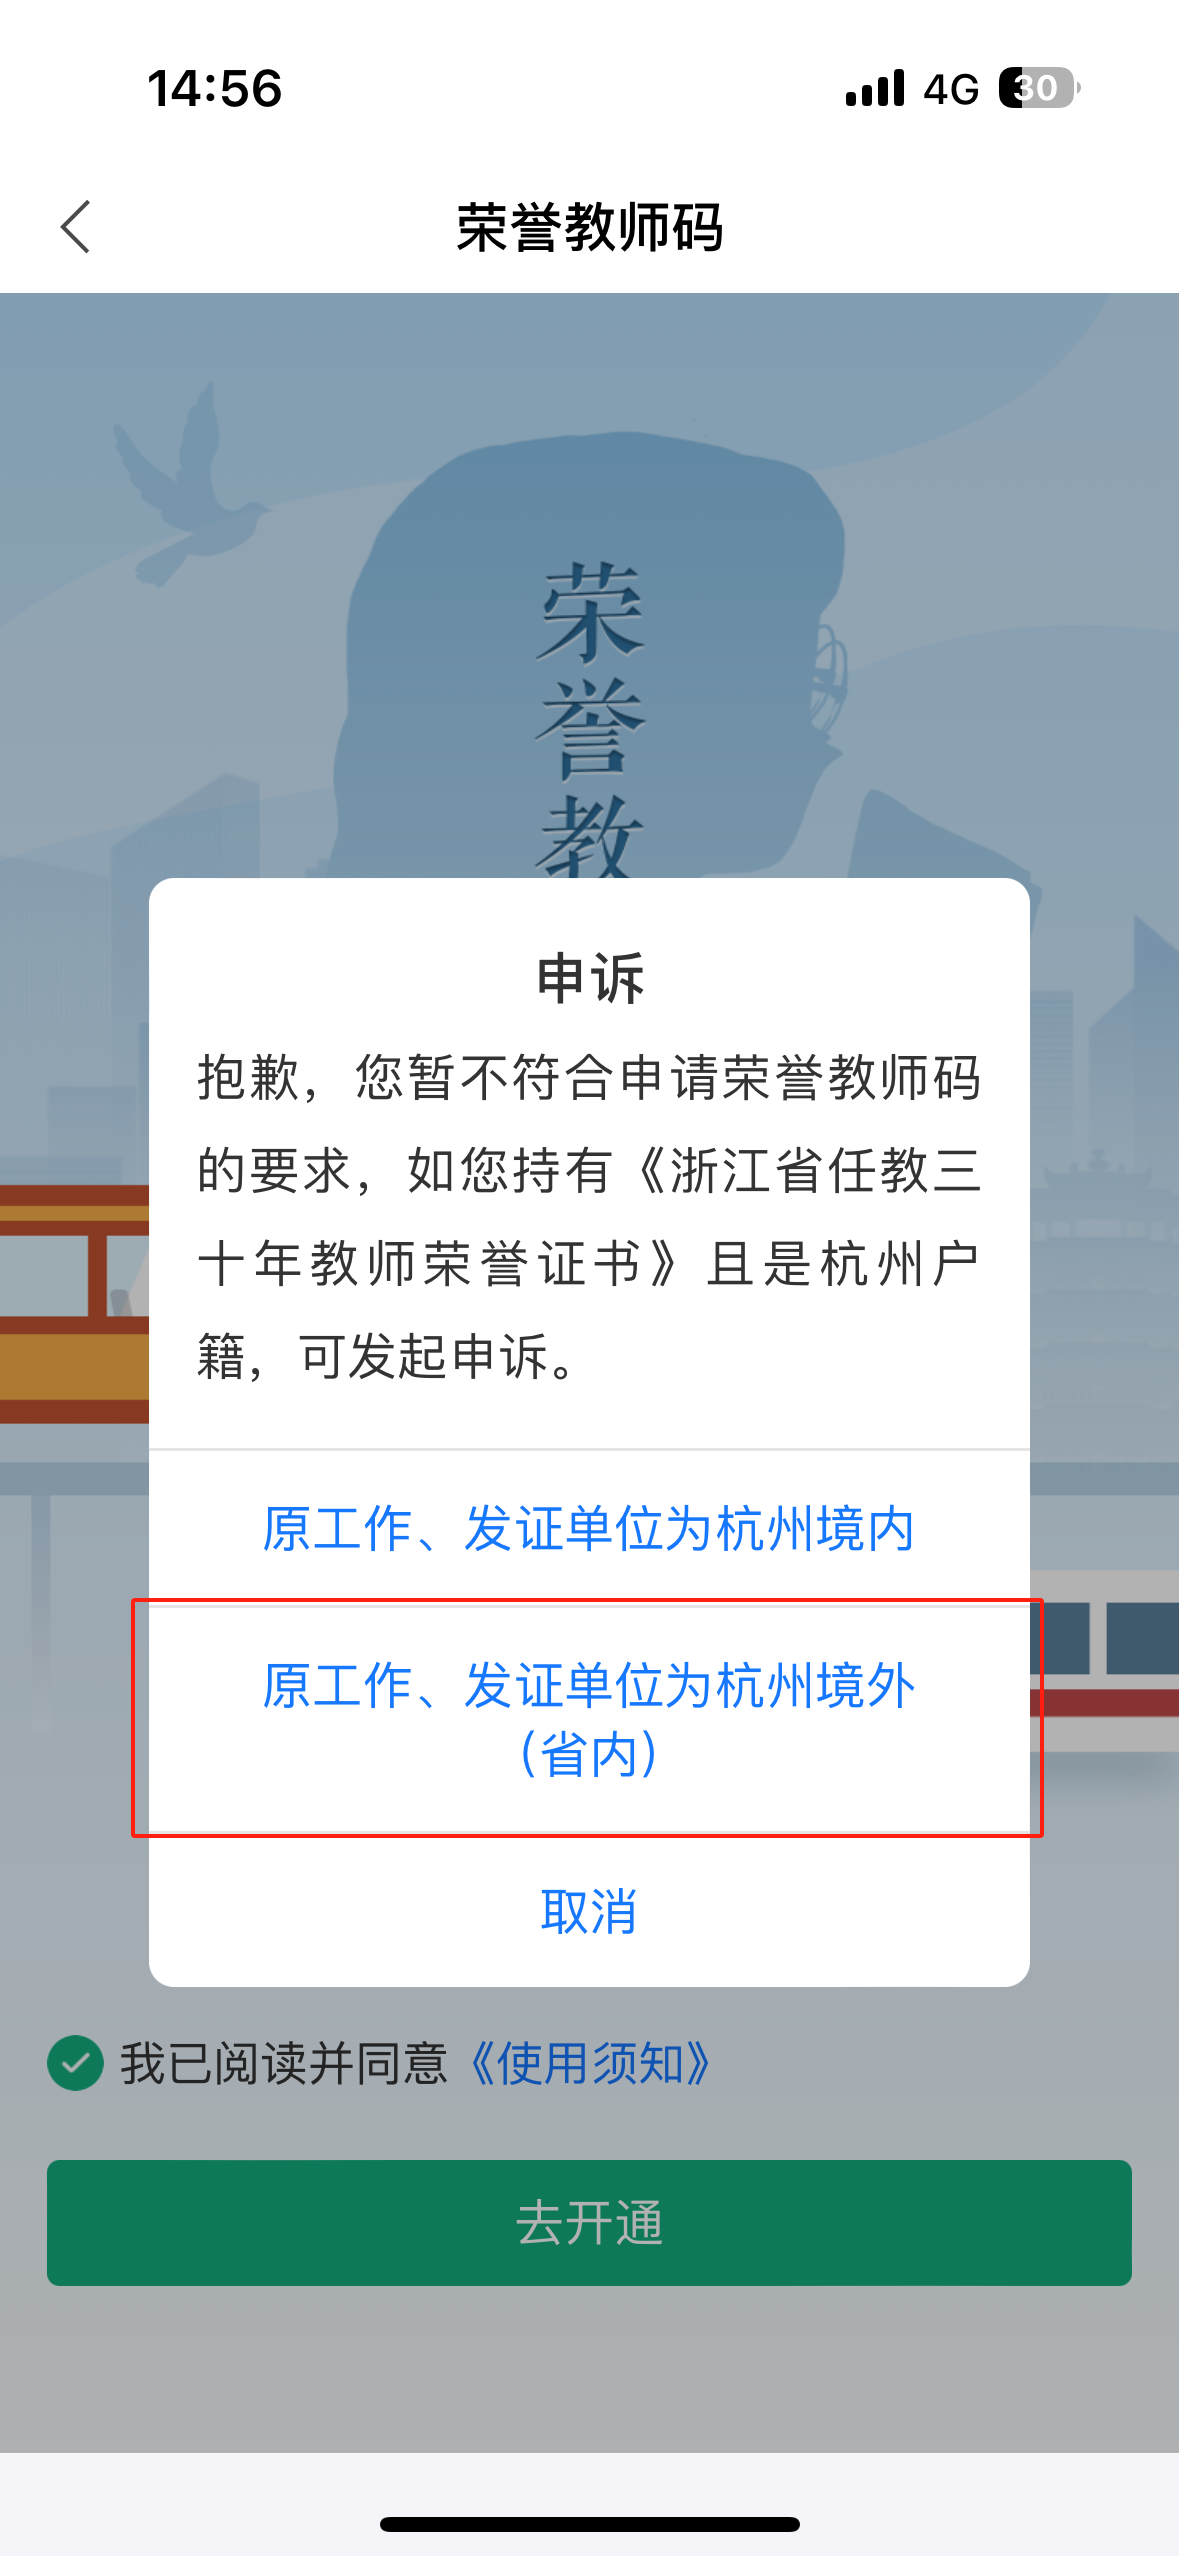 14:56
4G
30
荣誉教师码
荣
誉
教
申诉
抱歉，您暂不符合申请荣誉教师码
的要求，如您持有《浙江省任教三
十年教师荣誉证书》且是杭州户
籍，可发起申诉。
原工作、发证单位为杭州境内
原工作、发证单位为杭州境外
（省内）
取消
我已阅读并同意《使用须知》
去开通